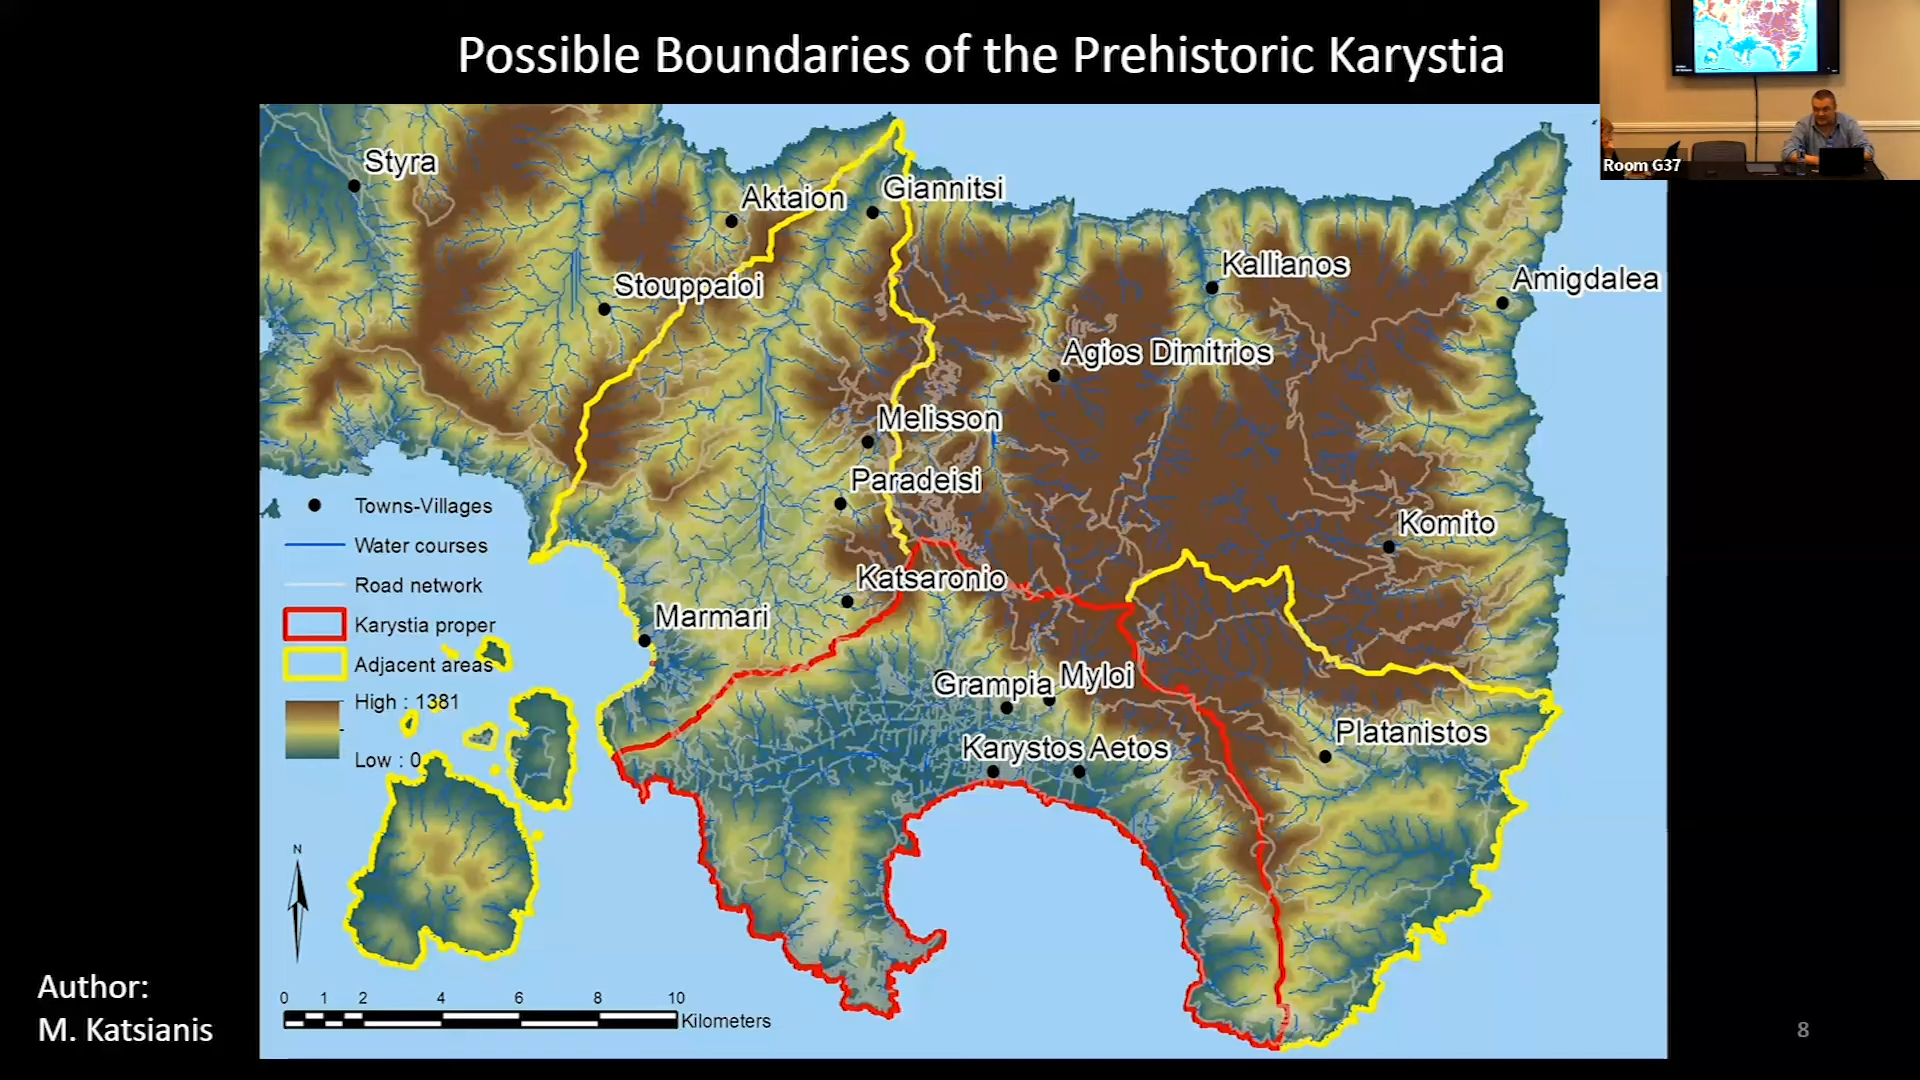 Possible Boundaries of the Prehistoric Karystia
Room G37
Styra
Aktaion
Giannitsi
Stouppaioi
Kallianos
Amigdalea
Agios Dimitrios
Melisson
Paradeisi
Komito
Katsaronio
Marmari
Grampia
Myloi
Karystos
Aetos
Platanistos
Towns-Villages
Water courses
Road network
Karystia proper
Adjacent areas
High : 1381
Low : 0
N
0 1 2 4 6 8 10
Kilometers
Author:
M. Katsianis
8